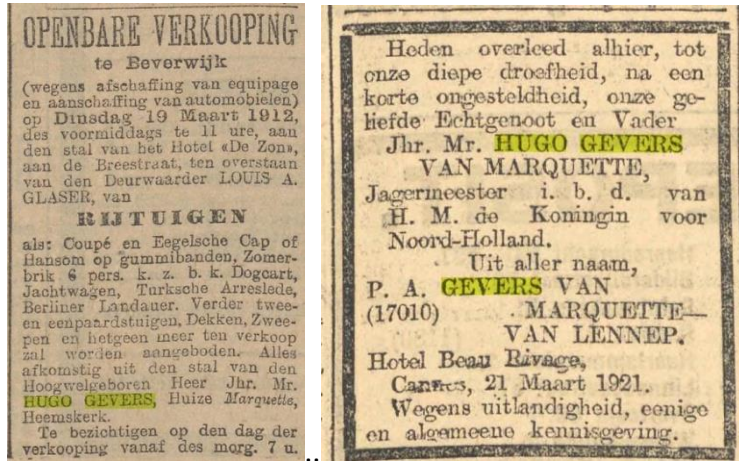 OPENBARE VERKOOPING
te Beverwijk
(wegens afschaffing van equipage
en aanschaffing van automobielen)
op Dinsdag 19 Maart 1912,
des voormiddags te 11 ure, aan
den stal van het Hotel «De Zon»,
aan de Breestraat, ten overstaan
van den Deurwaarder LOUIS A.
GLASER, van
RIJTUIGEN
als: Coupé en Eegelsche Cap of
Hansom op gummibanden, Zomer-
brik 6 pers. k. z. b. k. Dogcart,
Jachtwagen, Turksche Arreslede,
Berliner Landauer. Verder twee-
en eenpaardstuigen, Dekken, Zwee-
pen en hetgeen meer ten verkoop
zal worden aangeboden. Alles
afkomstig uit den stal van den
Hoogwelgeboren Heer Jhr. Mr.
HUGO GEVERS, Huize Marquette,
Heemskerk.
Te bezichtigen op den dag der
verkooping vanaf des morg. 7 u.
Heden overleed alhier, tot
onze diepe droefheid, na een
korte ongesteldheid, onze ge-
liefde Echtgenoot en Vader
Jhr. Mr. HUGO GEVERS
VAN MARQUETTE,
Jagermeester i. b. d. van
H. M. de Koningin voor
Noord-Holland.
Uit aller naam,
P. A. GEVERS VAN
(17010) MARQUETTE—
VAN LENNEP.
Hotel Beau Rivage,
Cannes, 21 Maart 1921.
Wegens uitlandigheid, eenige
en algemeene kennisgeving.